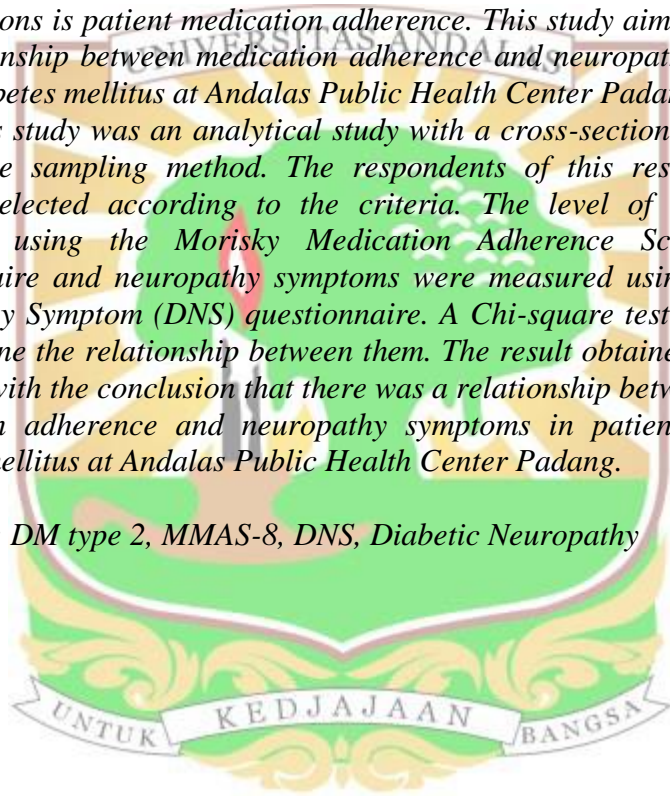 ons is patient medication adherence. This study aim
UNIVERSITAS ANDALAS
nship between medication adherence and neuropat
betes mellitus at Andalas Public Health Center Pada
s study was an analytical study with a cross-section
e sampling method. The respondents of this res
elected according to the criteria. The level of
using the Morisky Medication Adherence Sc
ire and neuropathy symptoms were measured usin
y Symptom (DNS) questionnaire. A Chi-square test
ne the relationship between them. The result obtaine
with the conclusion that there was a relationship betw
n adherence and neuropathy symptoms in patien
nellitus at Andalas Public Health Center Padang.
DM type 2, MMAS-8, DNS, Diabetic Neuropathy
UNTUK KEDJAJAAN BANGSA